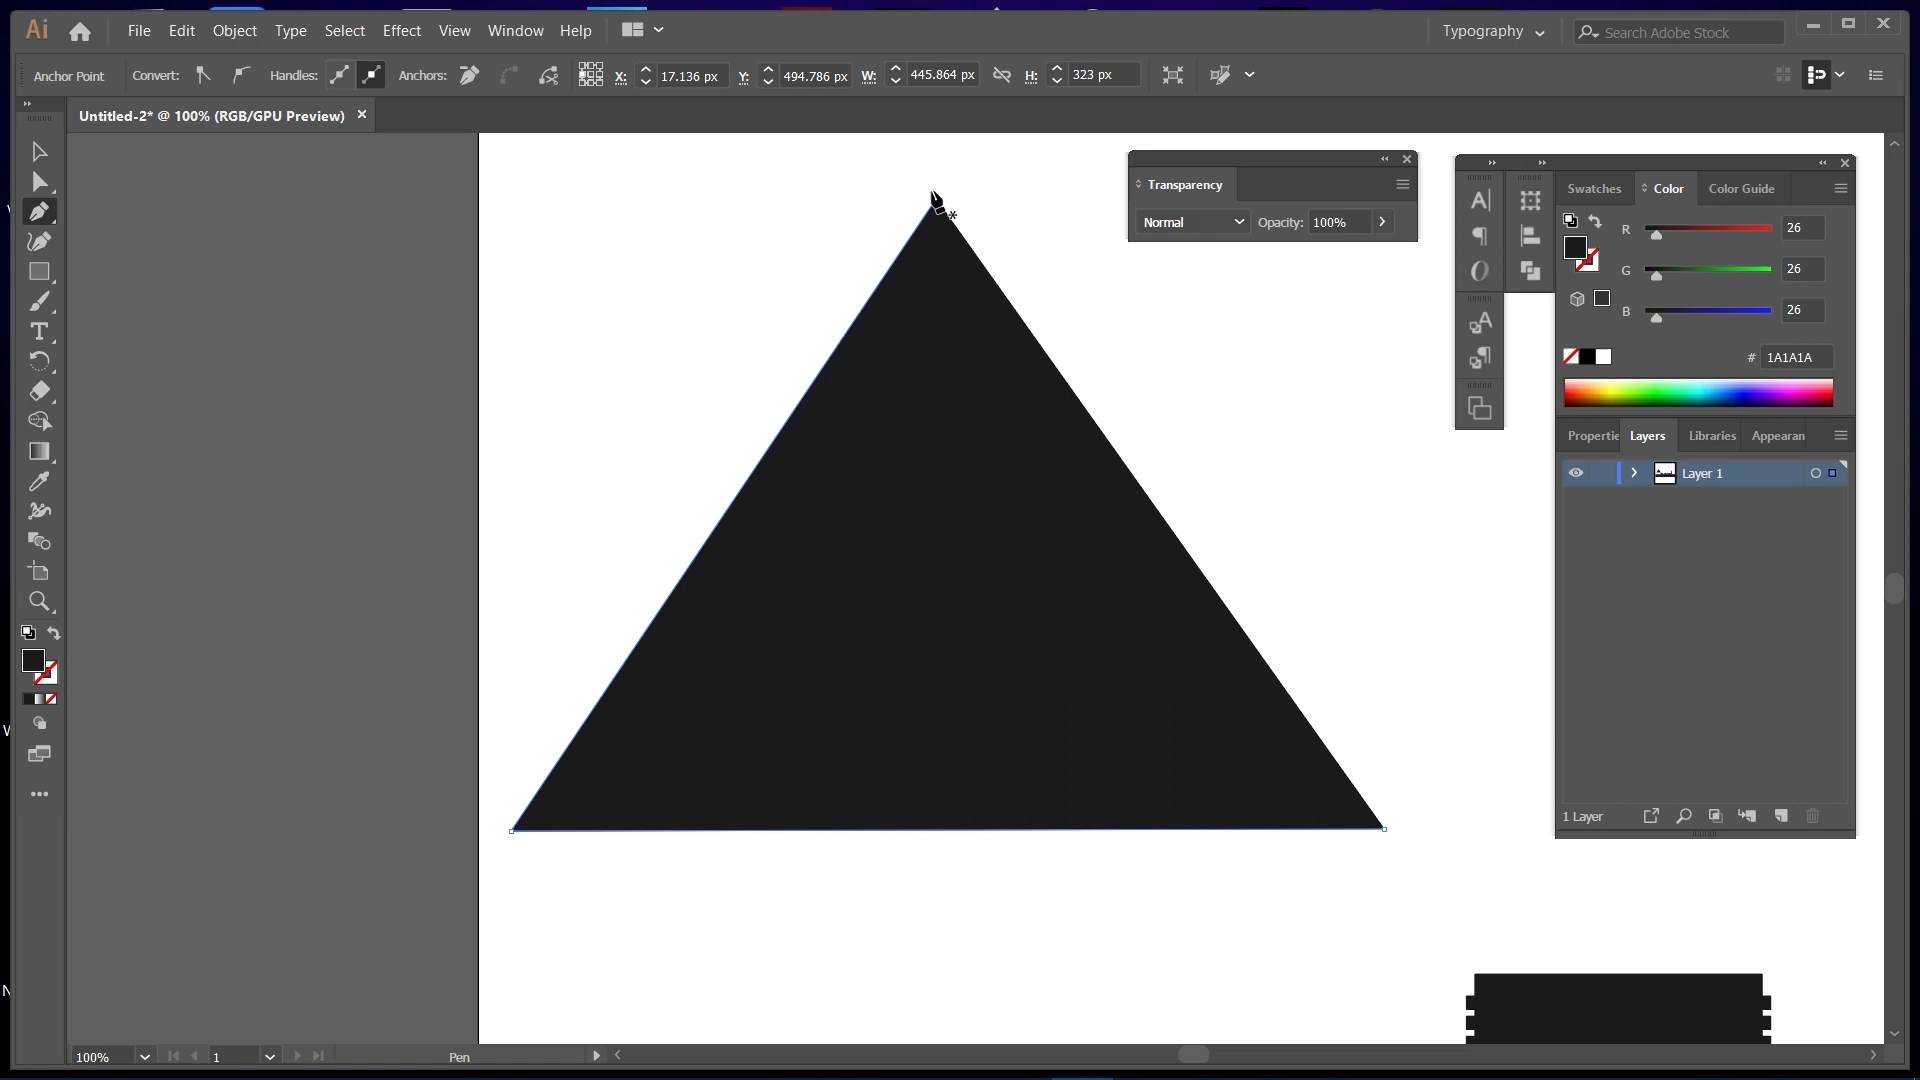 Ai File Edit Object Type Select Effect View Window Help Typography Search Adobe Stock
Anchor Point Convert: Handles: Anchors: X: 17.136 px Y: 494.786 px W: 445.864 px H: 323 px
Untitled-2* @ 100% (RGB/GPU Preview)
Transparency
Normal Opacity: 100%
Swatches Color Color Guide
R 26
G 26
B 26
# 1A1A1A
Properties Layers Libraries Appearan
Layer 1
1 Layer
100% 1 Pen